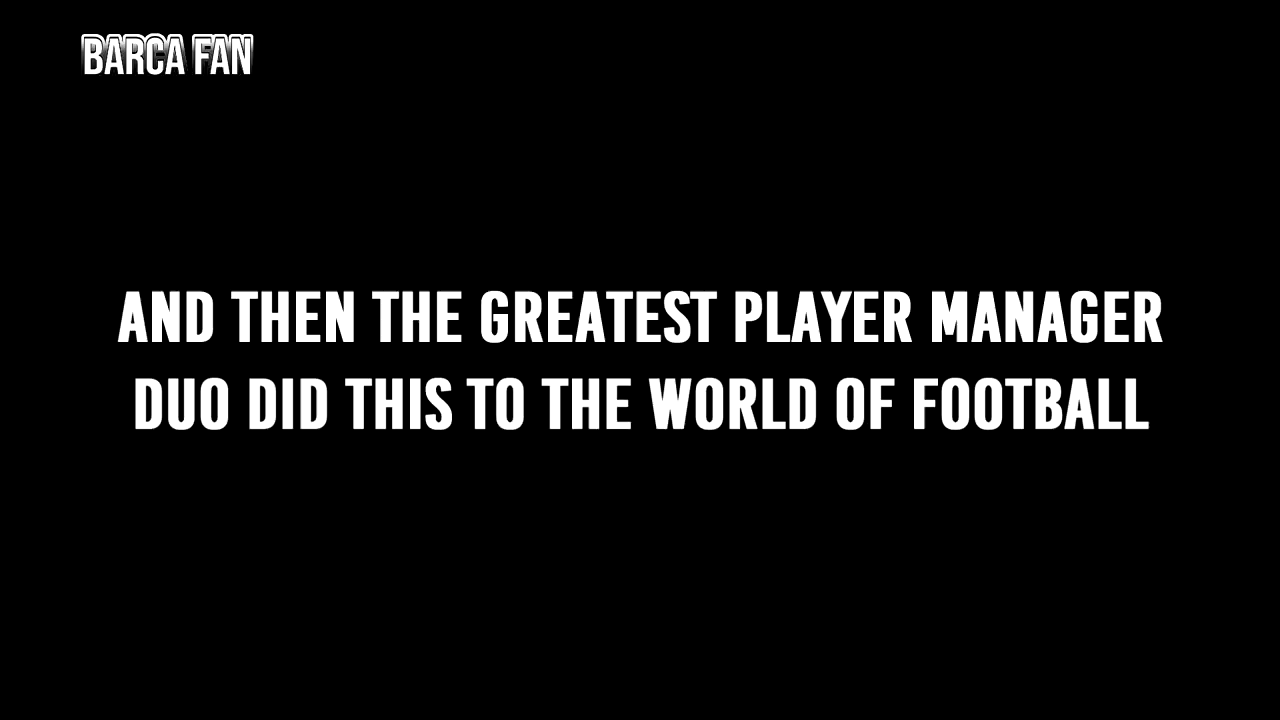 BARCA FAN
AND THEN THE GREATEST PLAYER MANAGER
DUO DID THIS TO THE WORLD OF FOOTBALL